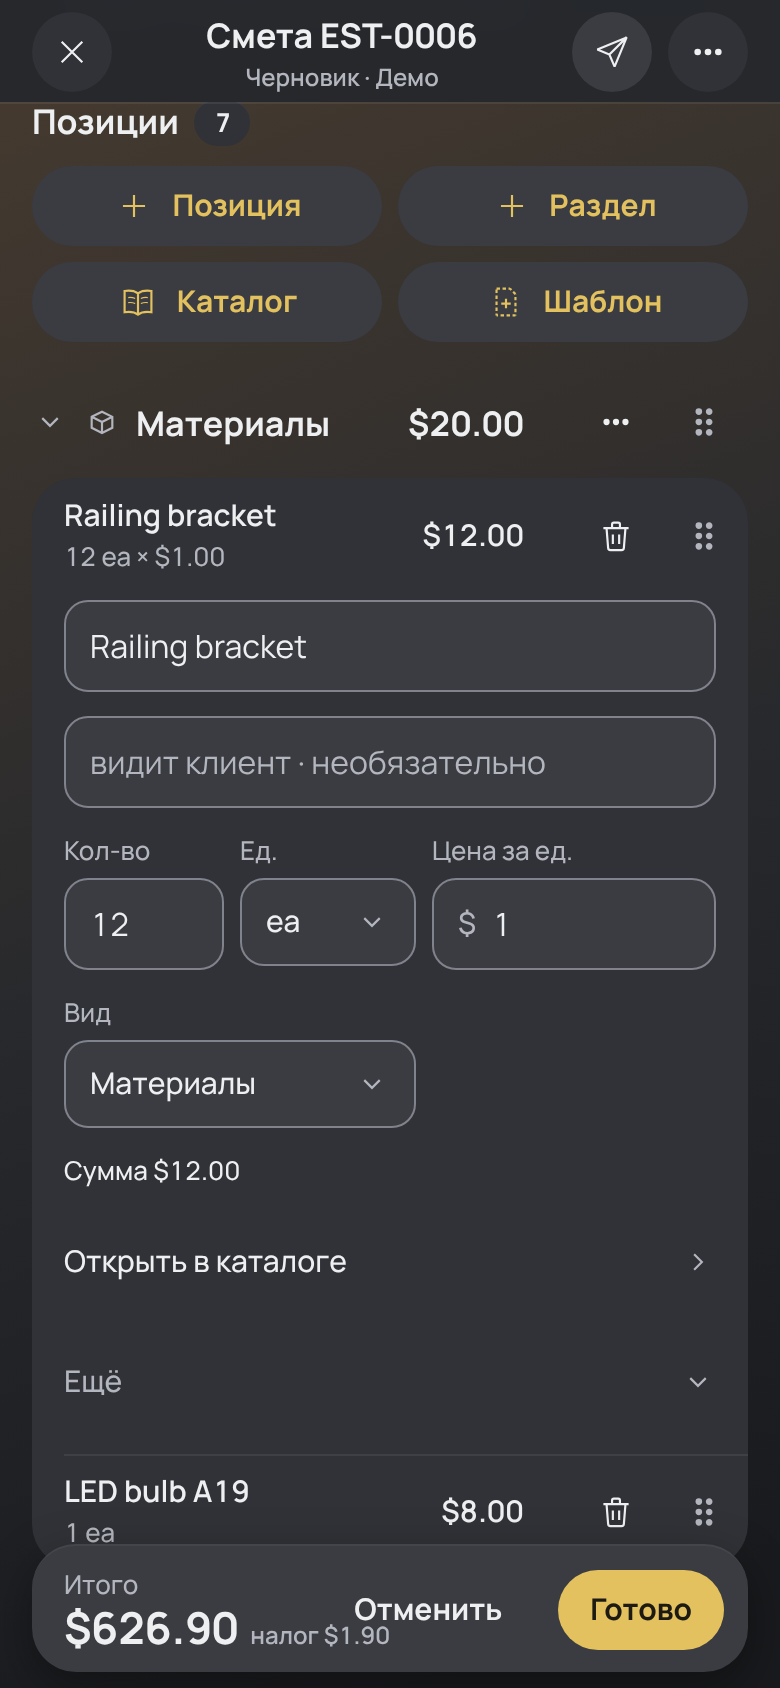 Смета EST-0006
Черновик · Демо
Позиции 7
Позиция
Раздел
Каталог
Шаблон
Материалы $20.00
Railing bracket
12 ea × $1.00
$12.00
Railing bracket
видит клиент · необязательно
Кол-во Ед. Цена за ед.
12 ea $ 1
Вид
Материалы
Сумма $12.00
Открыть в каталоге
Ещё
LED bulb A19
1 ea
$8.00
Итого
$626.90 налог $1.90
Отменить
Готово